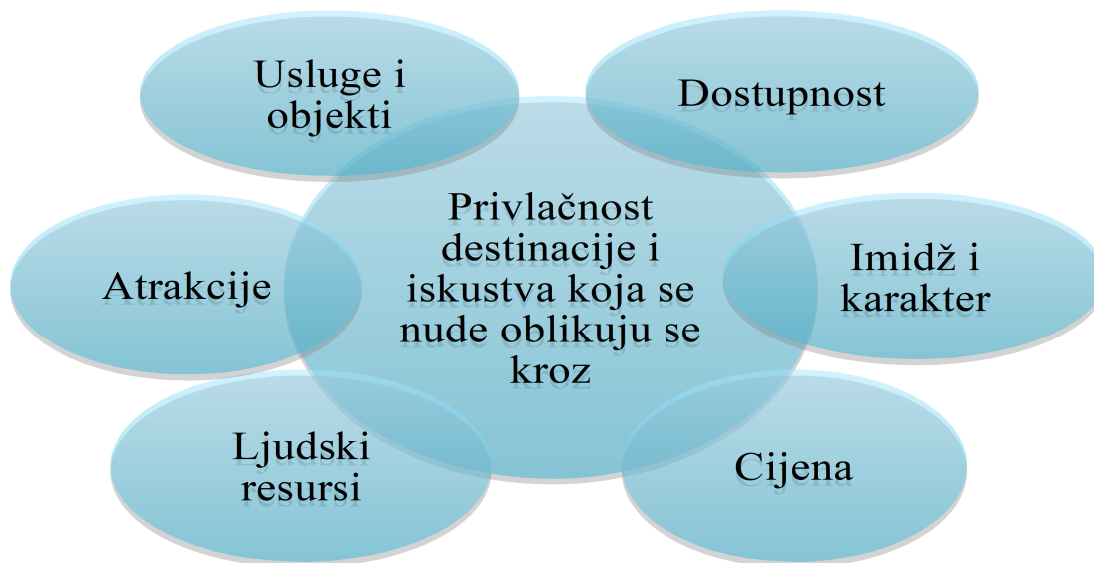 Usluge i
objekti
Dostupnost
Privlačnost
destinacije i
iskustva koja se
nude oblikuju se
kroz
Atrakcije
Imidž i
karakter
Ljudski
resursi
Cijena